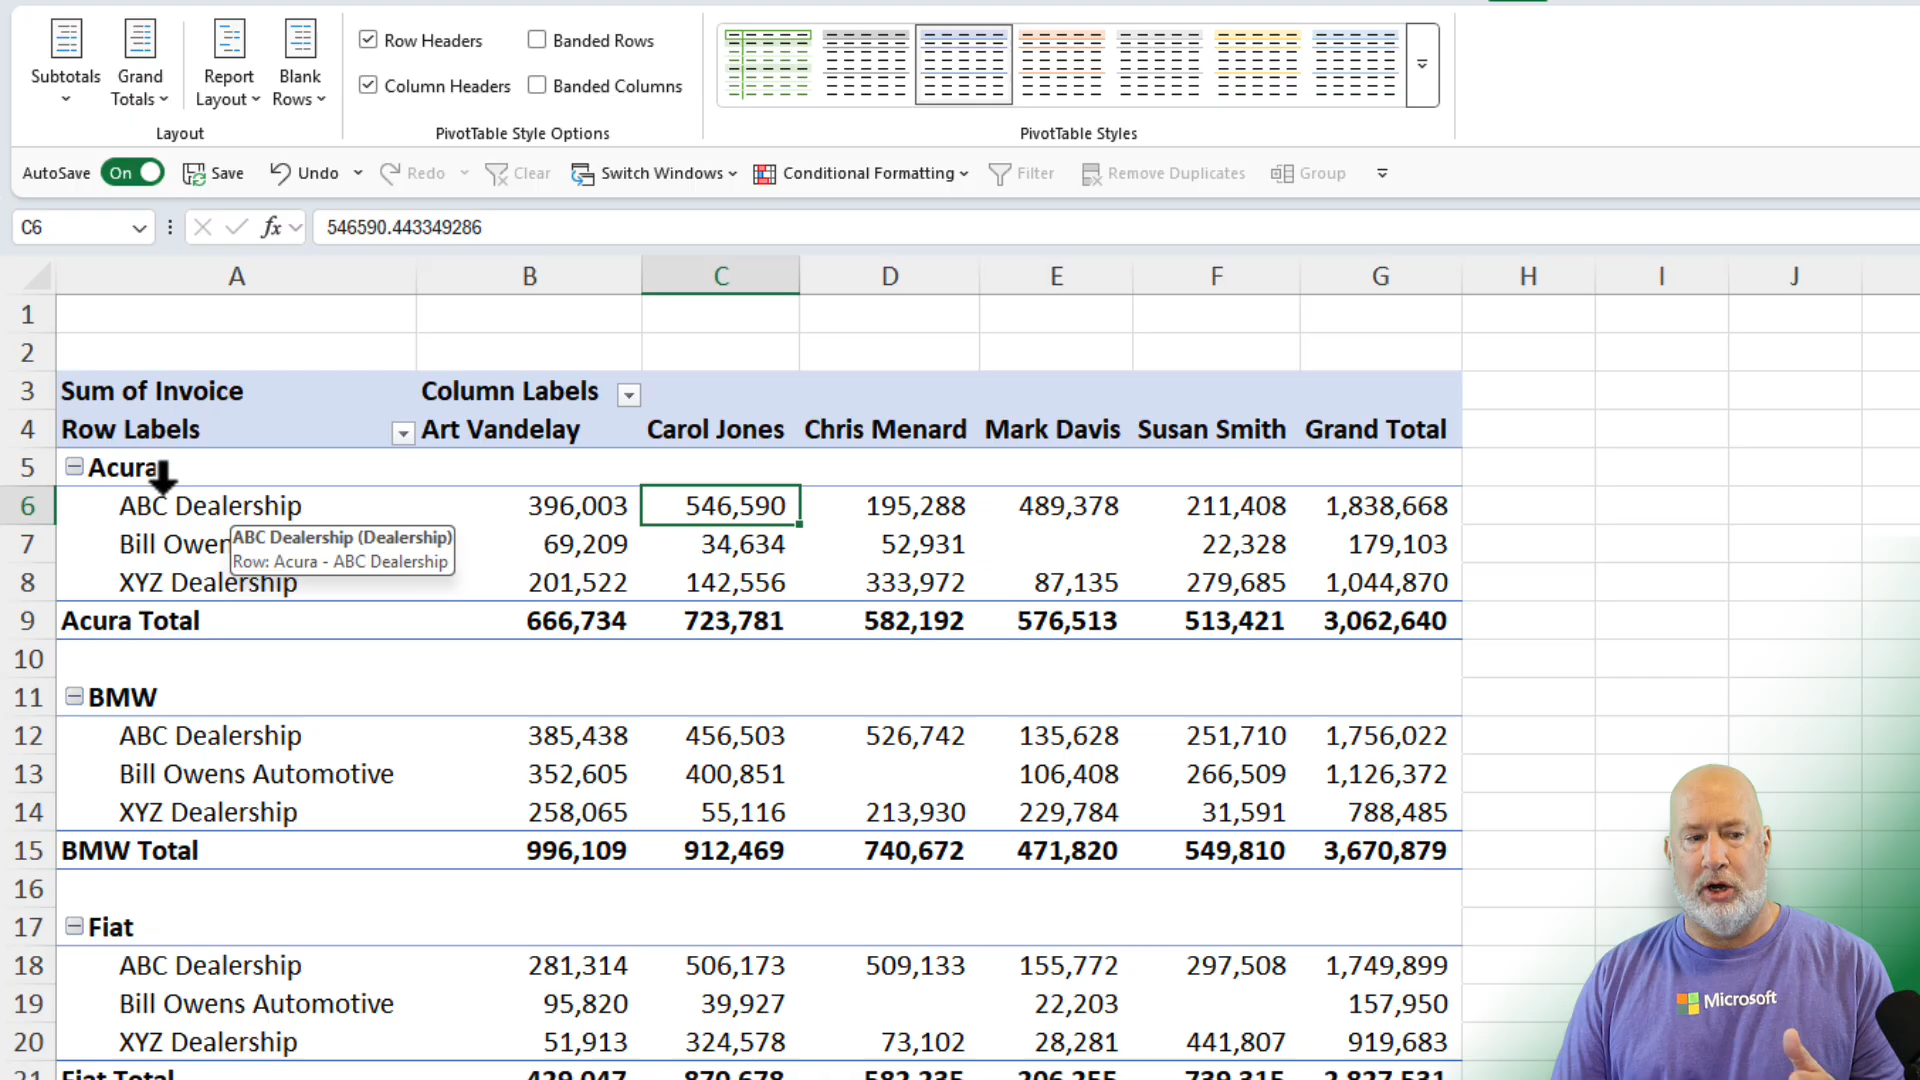 Subtotals
Grand Totals
Report Layout
Blank Rows
Layout
Row Headers
Banded Rows
Column Headers
Banded Columns
PivotTable Style Options
PivotTable Styles
AutoSave On Save Undo Redo Clear Switch Windows Conditional Formatting Filter Remove Duplicates Group
C6 fx 546590.443349286
A B C D E F G H I J
1
2
3 Sum of Invoice Column Labels
4 Row Labels Art Vandelay Carol Jones Chris Menard Mark Davis Susan Smith Grand Total
5 Acura
6 ABC Dealership 396,003 546,590 195,288 489,378 211,408 1,838,668
ABC Dealership (Dealership)
Row: Acura - ABC Dealership
7 Bill Owen 69,209 34,634 52,931 22,328 179,103
8 XYZ Dealership 201,522 142,556 333,972 87,135 279,685 1,044,870
9 Acura Total 666,734 723,781 582,192 576,513 513,421 3,062,640
10
11 BMW
12 ABC Dealership 385,438 456,503 526,742 135,628 251,710 1,756,022
13 Bill Owens Automotive 352,605 400,851 106,408 266,509 1,126,372
14 XYZ Dealership 258,065 55,116 213,930 229,784 31,591 788,485
15 BMW Total 996,109 912,469 740,672 471,820 549,810 3,670,879
16
17 Fiat
18 ABC Dealership 281,314 506,173 509,133 155,772 297,508 1,749,899
19 Bill Owens Automotive 95,820 39,927 22,203 157,950
20 XYZ Dealership 51,913 324,578 73,102 28,281 441,807 919,683
21 Fiat Total 429,047 870,678 582,235 206,255 739,315 2,827,531
Microsoft